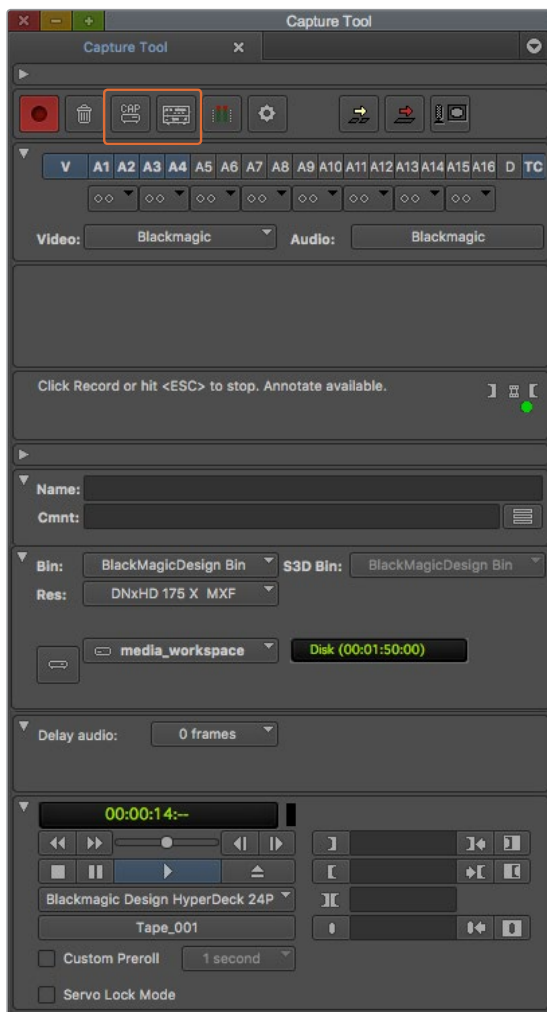 Capture Tool
Capture Tool
CAP
V A1 A2 A3 A4 A5 A6 A7 A8 A9 A10 A11 A12 A13 A14 A15 A16 D TC
Video: Blackmagic Audio: Blackmagic
Click Record or hit <ESC> to stop. Annotate available.
Name:
Cmnt:
Bin: BlackMagicDesign Bin S3D Bin: BlackMagicDesign Bin
Res: DNxHD 175 X MXF
media_workspace Disk (00:01:50:00)
Delay audio: 0 frames
00:00:14:--
Blackmagic Design HyperDeck 24P
Tape_001
Custom Preroll 1 second
Servo Lock Mode